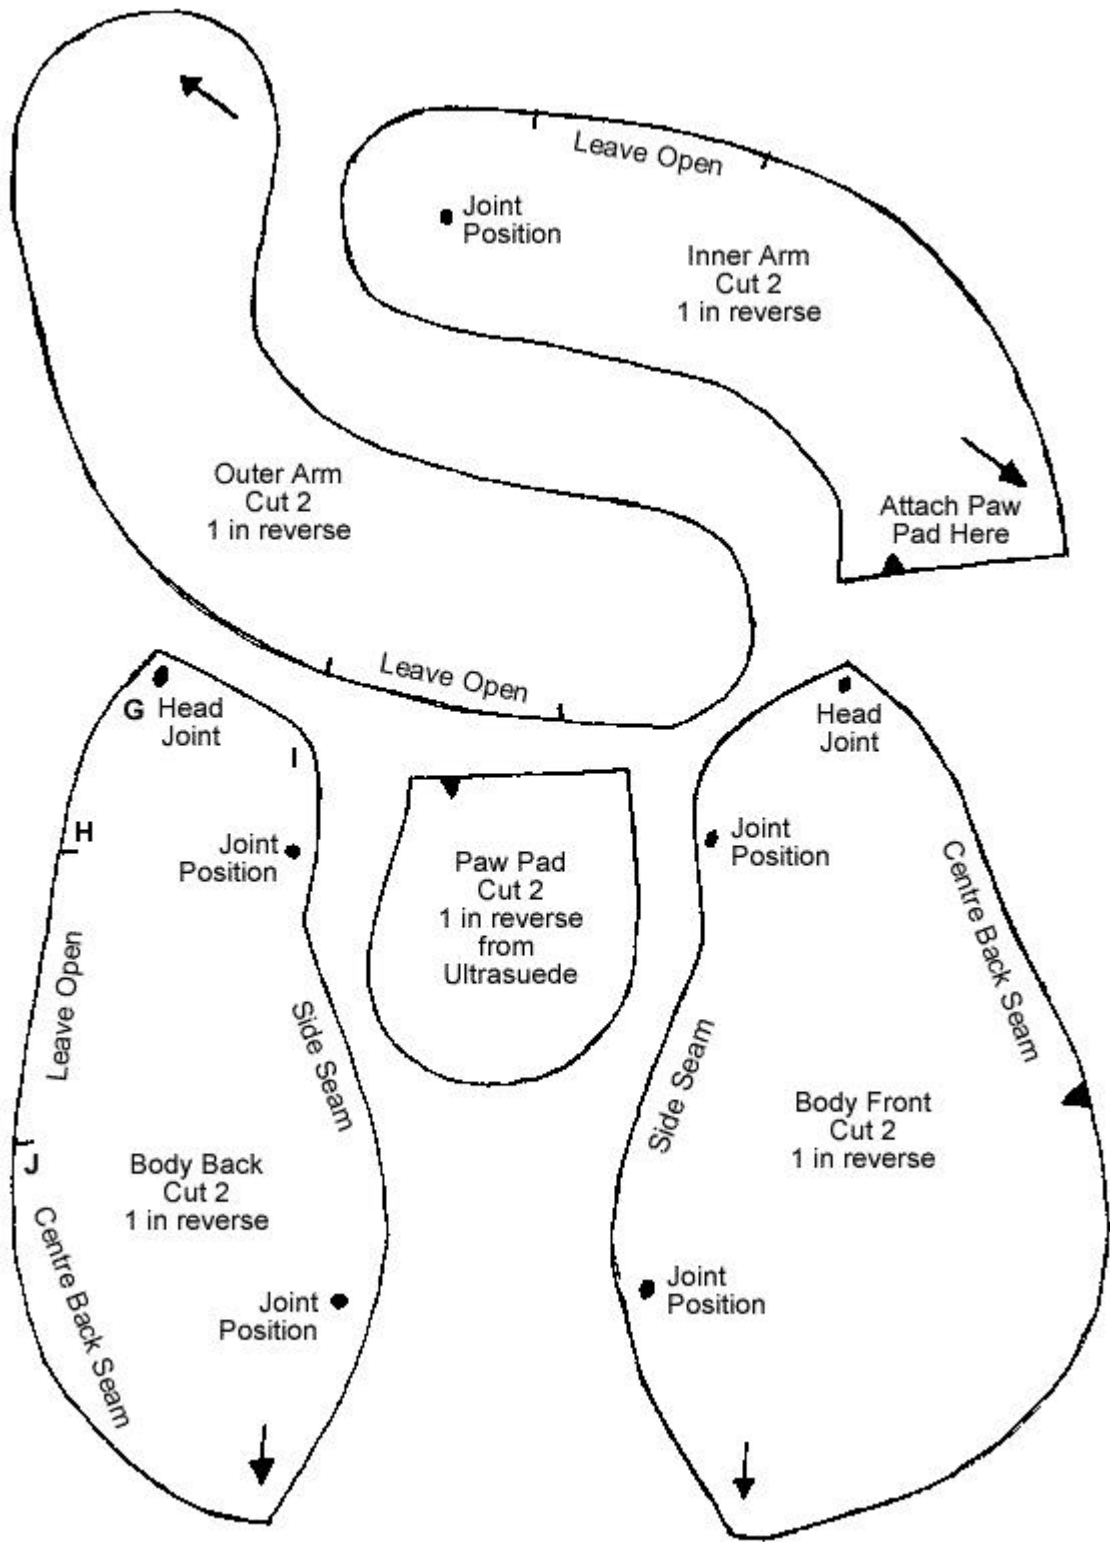 Leave Open
Joint
Position
Inner Arm
Cut 2
1 in reverse
Attach Paw
Pad Here
Outer Arm
Cut 2
1 in reverse
Leave Open
G Head
Joint
I
H
Joint
Position
Leave Open
Side Seam
J
Body Back
Cut 2
1 in reverse
Centre Back Seam
Joint
Position
Paw Pad
Cut 2
1 in reverse
from
Ultrasuede
Head
Joint
Joint
Position
Centre Back Seam
Side Seam
Body Front
Cut 2
1 in reverse
Joint
Position